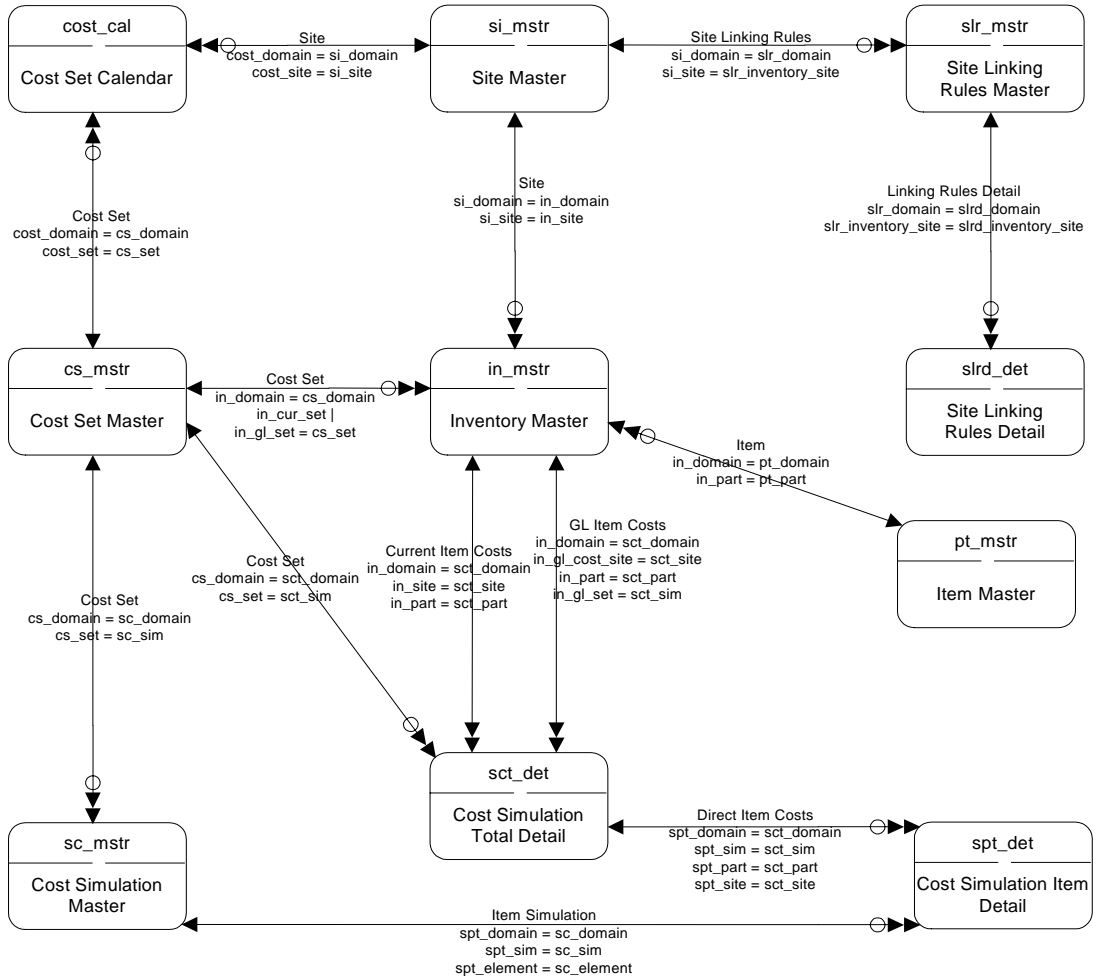 cost_cal
Cost Set Calendar
Site
cost_domain = si_domain
cost_site = si_site
si_mstr
Site Master
Site Linking Rules
si_domain = slr_domain
si_site = slr_inventory_site
slr_mstr
Site Linking
Rules Master
Cost Set
cost_domain = cs_domain
cost_set = cs_set
Site
si_domain = in_domain
si_site = in_site
Linking Rules Detail
slr_domain = slrd_domain
slr_inventory_site = slrd_inventory_site
cs_mstr
Cost Set Master
Cost Set
in_domain = cs_domain
in_cur_set |
in_gl_set = cs_set
in_mstr
Inventory Master
slrd_det
Site Linking
Rules Detail
Item
in_domain = pt_domain
in_part = pt_part
pt_mstr
Item Master
Cost Set
cs_domain = sc_domain
cs_set = sc_sim
Cost Set
cs_domain = sct_domain
cs_set = sct_sim
Current Item Costs
in_domain = sct_domain
in_site = sct_site
in_part = sct_part
GL Item Costs
in_domain = sct_domain
in_gl_cost_site = sct_site
in_part = sct_part
in_gl_set = sct_sim
sct_det
Cost Simulation
Total Detail
sc_mstr
Cost Simulation
Master
Direct Item Costs
spt_domain = sct_domain
spt_sim = sct_sim
spt_part = sct_part
spt_site = sct_site
spt_det
Cost Simulation Item
Detail
Item Simulation
spt_domain = sc_domain
spt_sim = sc_sim
spt_element = sc_element